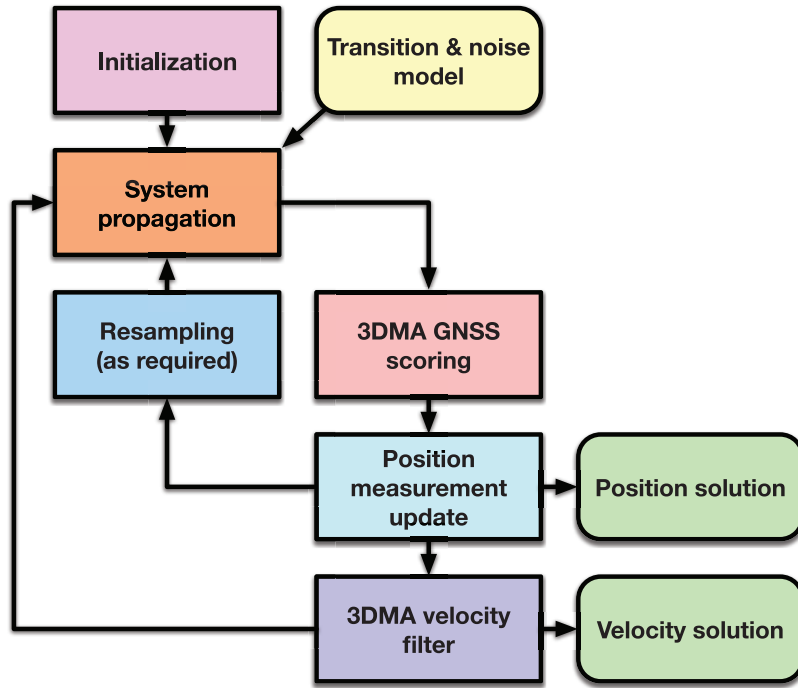 Initialization
Transition & noise
model
System
propagation
Resampling
(as required)
3DMA GNSS
scoring
Position
measurement
update
Position solution
3DMA velocity
filter
Velocity solution